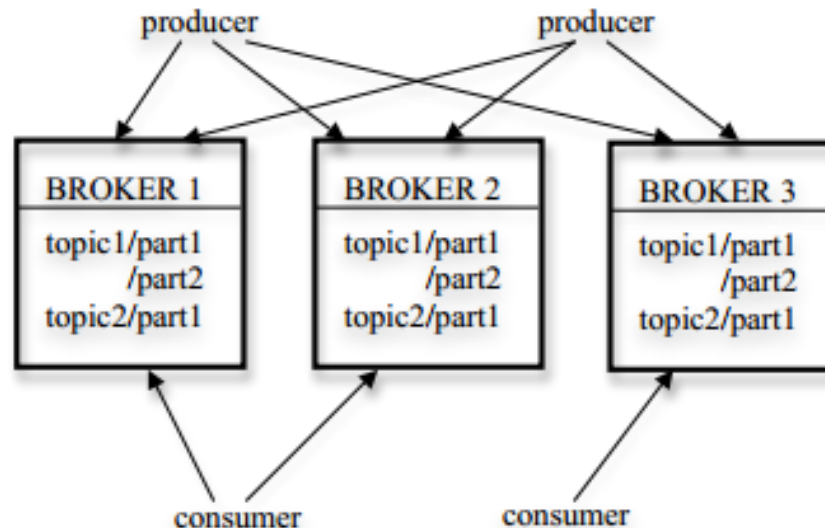 producer
producer
BROKER 1
topic1/part1
/part2
topic2/part1
BROKER 2
topic1/part1
/part2
topic2/part1
BROKER 3
topic1/part1
/part2
topic2/part1
consumer
consumer